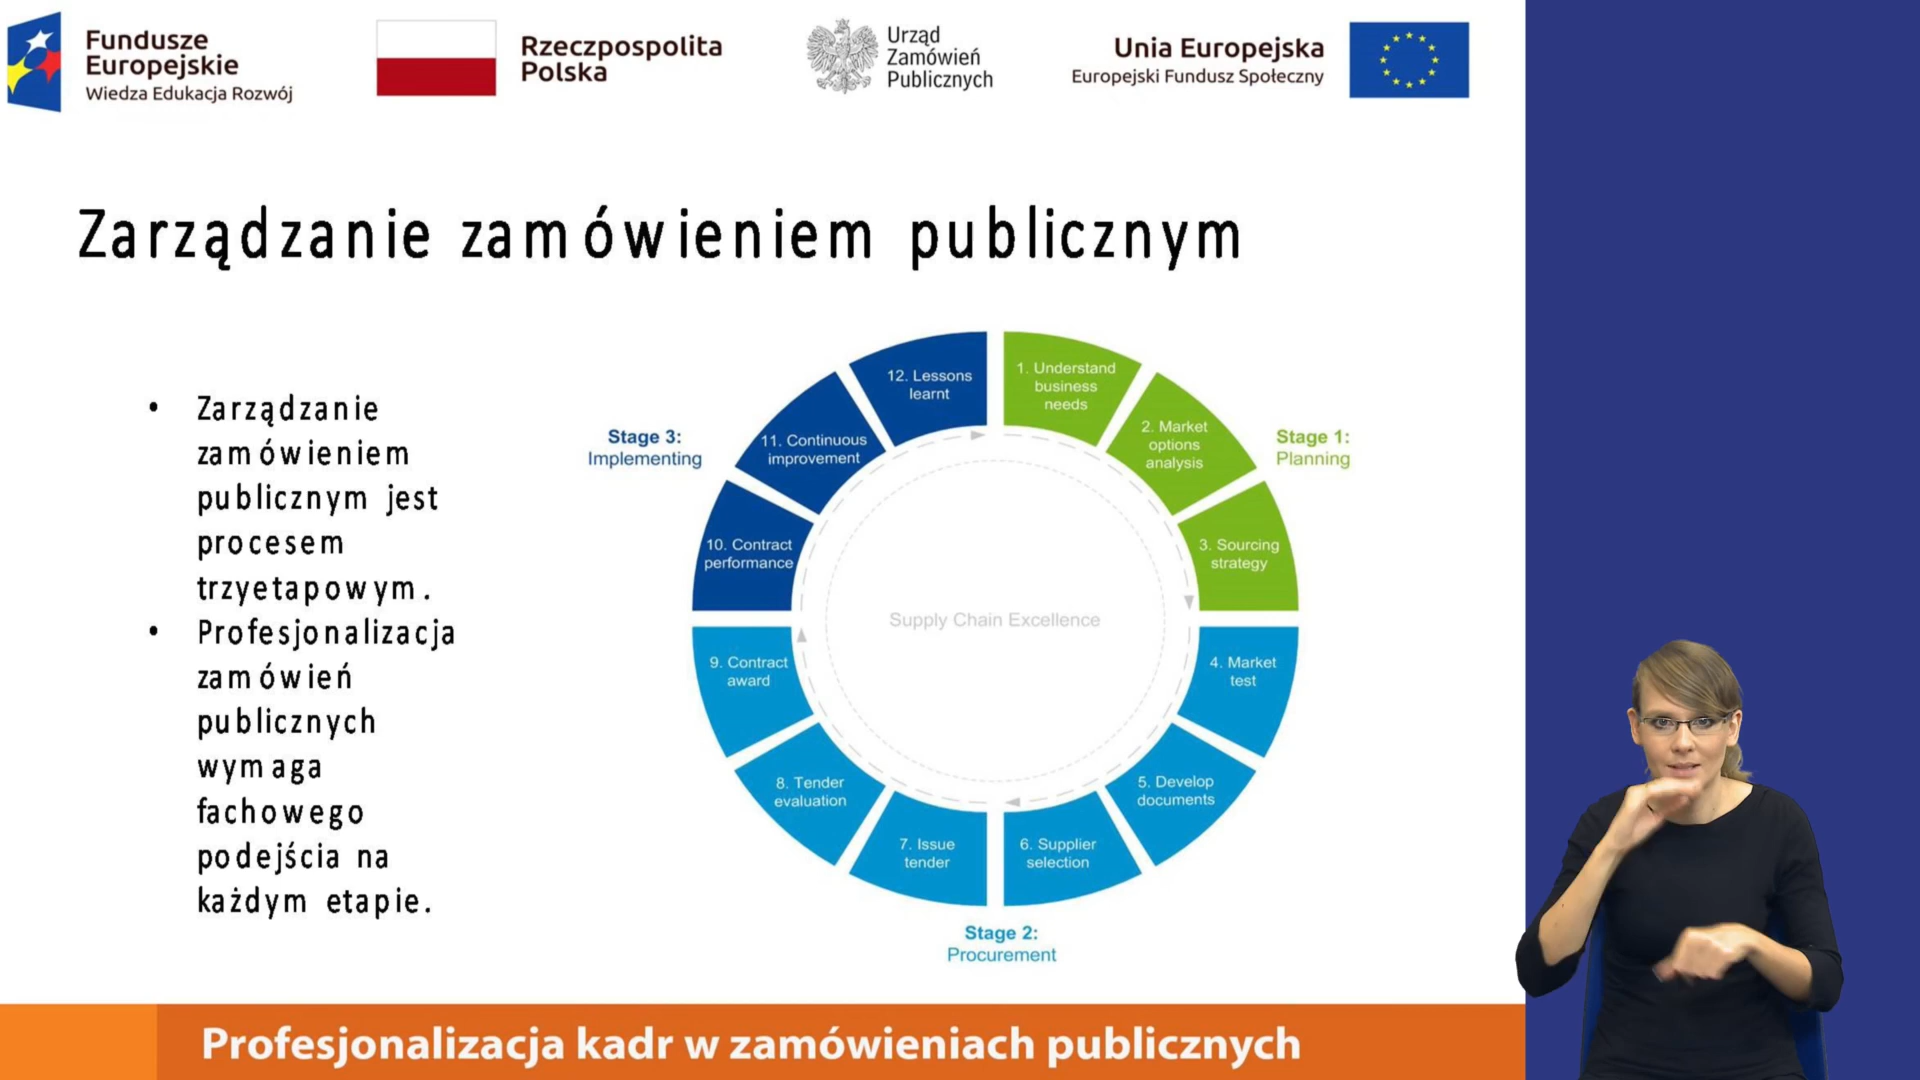 Fundusze
Europejskie
Wiedza Edukacja Rozwój
Rzeczpospolita
Polska
Urząd
Zamówień
Publicznych
Unia Europejska
Europejski Fundusz Społeczny
Zarządzanie zamówieniem publicznym
• Zarządzanie
zamówieniem
publicznym jest
procesem
trzyetapowym.
• Profesjonalizacja
zamówień
publicznych
wymaga
fachowego
podejścia na
każdym etapie.
1. Understand
business
needs
2. Market
options
analysis
3. Sourcing
strategy
Stage 1:
Planning
4. Market
test
5. Develop
documents
6. Supplier
selection
7. Issue
tender
8. Tender
evaluation
9. Contract
award
Stage 2:
Procurement
10. Contract
performance
11. Continuous
improvement
12. Lessons
learnt
Stage 3:
Implementing
Supply Chain Excellence
Profesjonalizacja kadr w zamówieniach publicznych